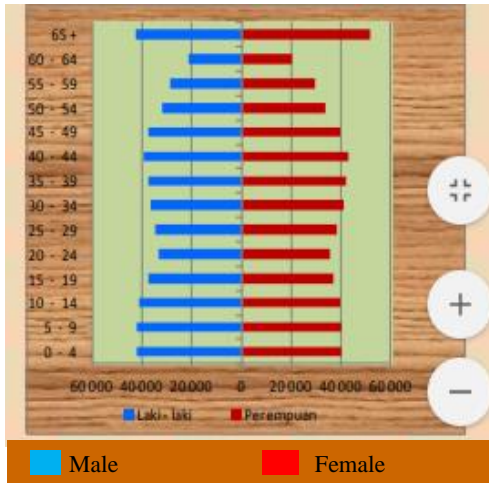 65 +
60 - 64
55 - 59
50 - 54
45 - 49
40 - 44
35 - 39
30 - 34
25 - 29
20 - 24
15 - 19
10 - 14
5 - 9
0 - 4
60 000 40 000 20 000 0 20 000 40 000 60 000
Laki - laki Perempuan
Male Female